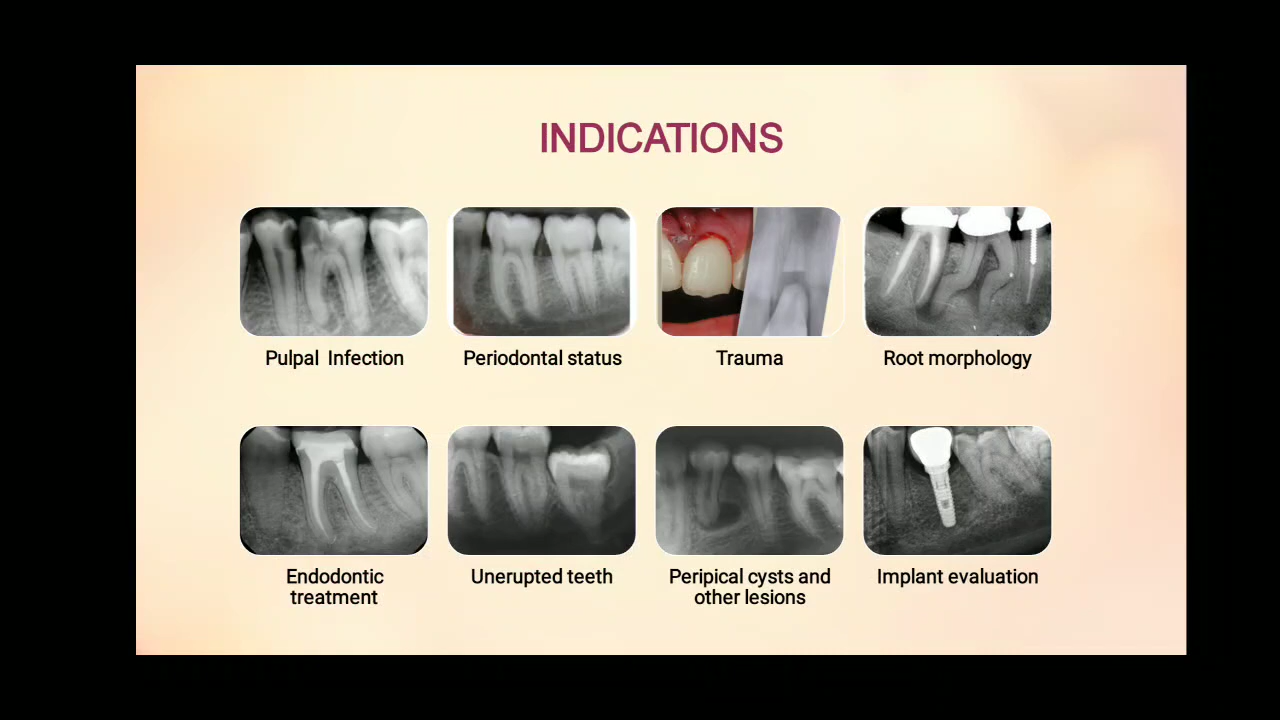 INDICATIONS
Pulpal Infection
Periodontal status
Trauma
Root morphology
Endodontic
treatment
Unerupted teeth
Peripical cysts and
other lesions
Implant evaluation